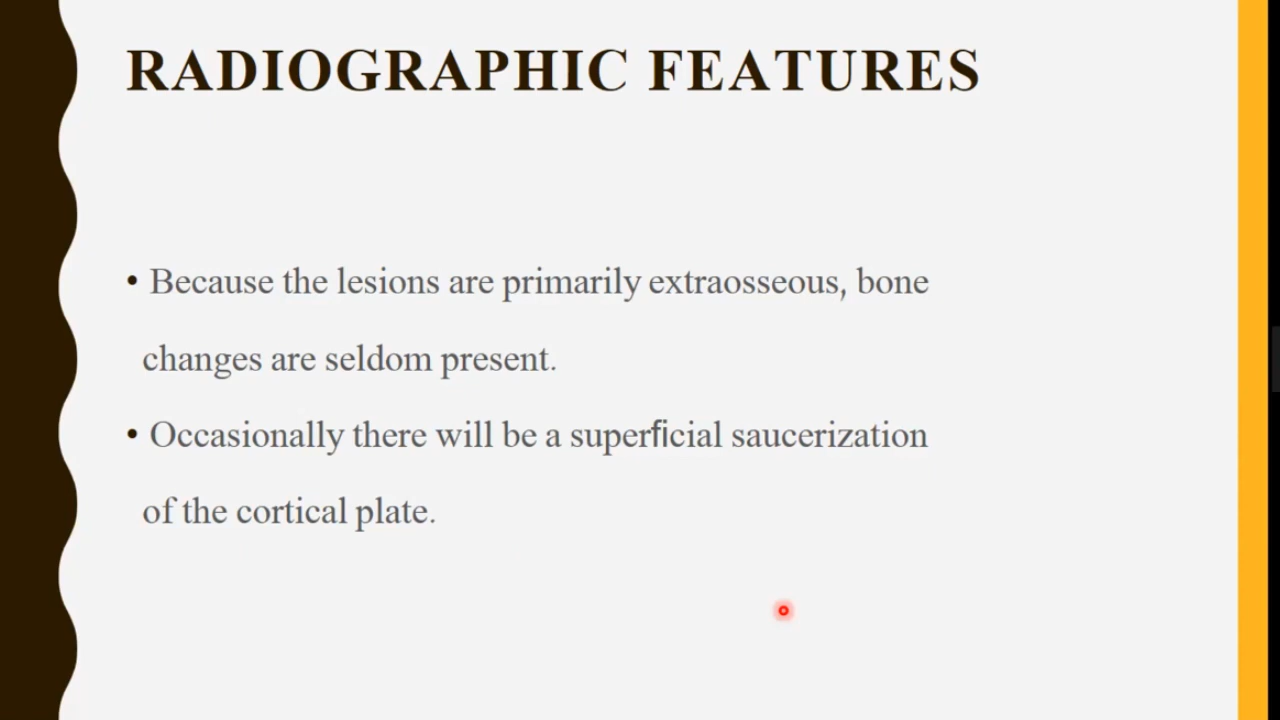 RADIOGRAPHIC FEATURES
• Because the lesions are primarily extraosseous, bone
changes are seldom present.
• Occasionally there will be a superficial saucerization
of the cortical plate.